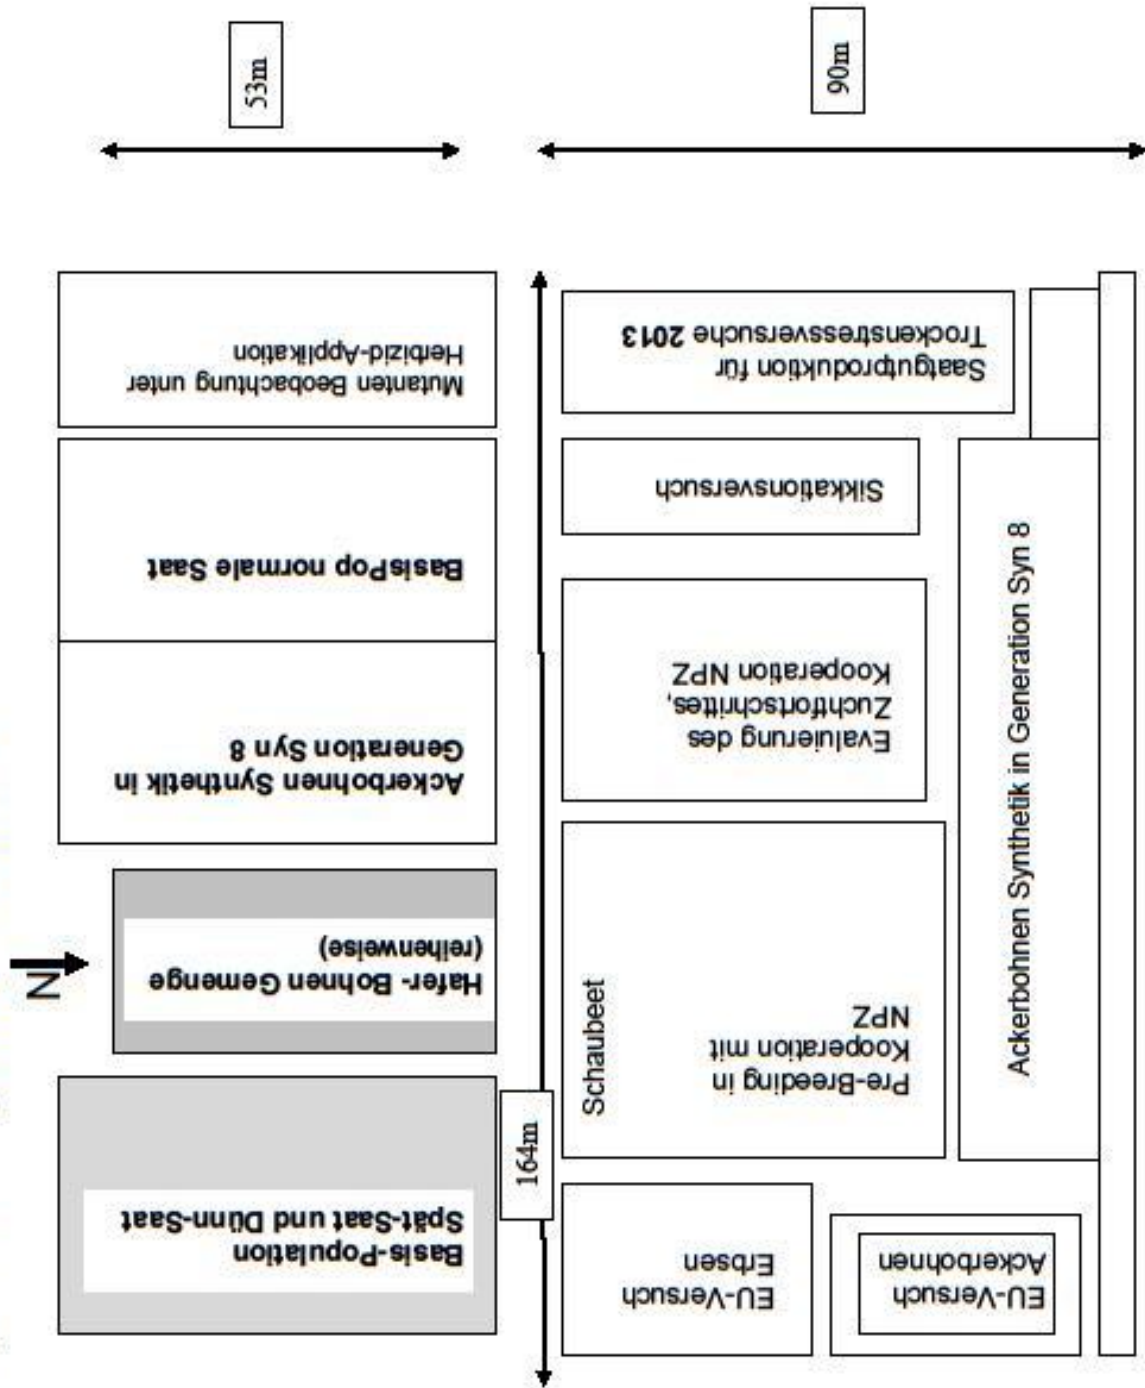 53m
90m
Mutanten Beobachtung unter
Herbizid-Applikation
BasisPop normale Saat
Ackerbohnen Synthetik in
Generation Syn 8
N
Hafer- Bohnen Gemenge
(reihenweise)
Basis-Population
Spät-Saat und Dünn-Saat
164m
Saatgutproduktion für
Trockenstressversuche 2013
Sikkationsversuch
Evaluierung des
Zuchtfortschrittes,
Kooperation NPZ
Schaubeet
Pre-Breeding in
Kooperation mit
NPZ
Ackerbohnen Synthetik in Generation Syn 8
EU-Versuch
Erbsen
EU-Versuch
Ackerbohnen